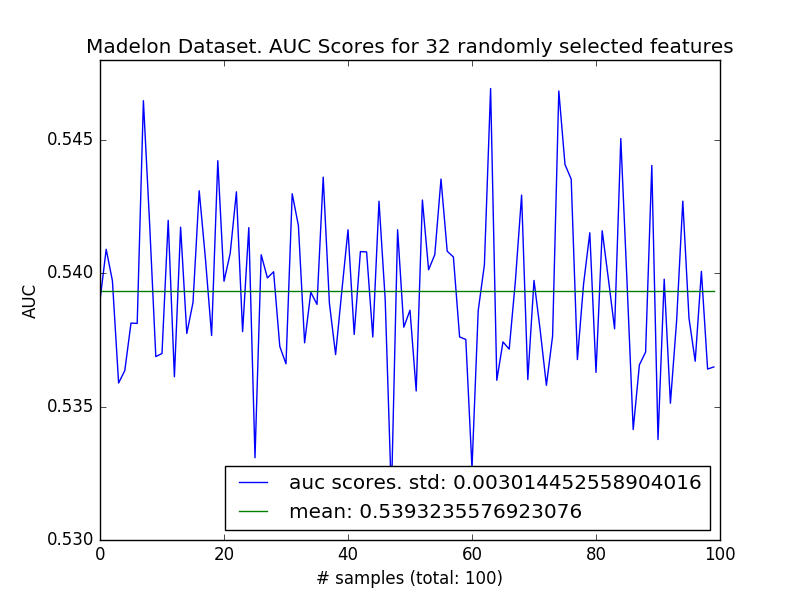 Madelon Dataset. AUC Scores for 32 randomly selected features
0.545
0.540
AUC
0.535
auc scores. std: 0.003014452558904016
mean: 0.5393235576923076
0.530
0 20 40 60 80 100
# samples (total: 100)